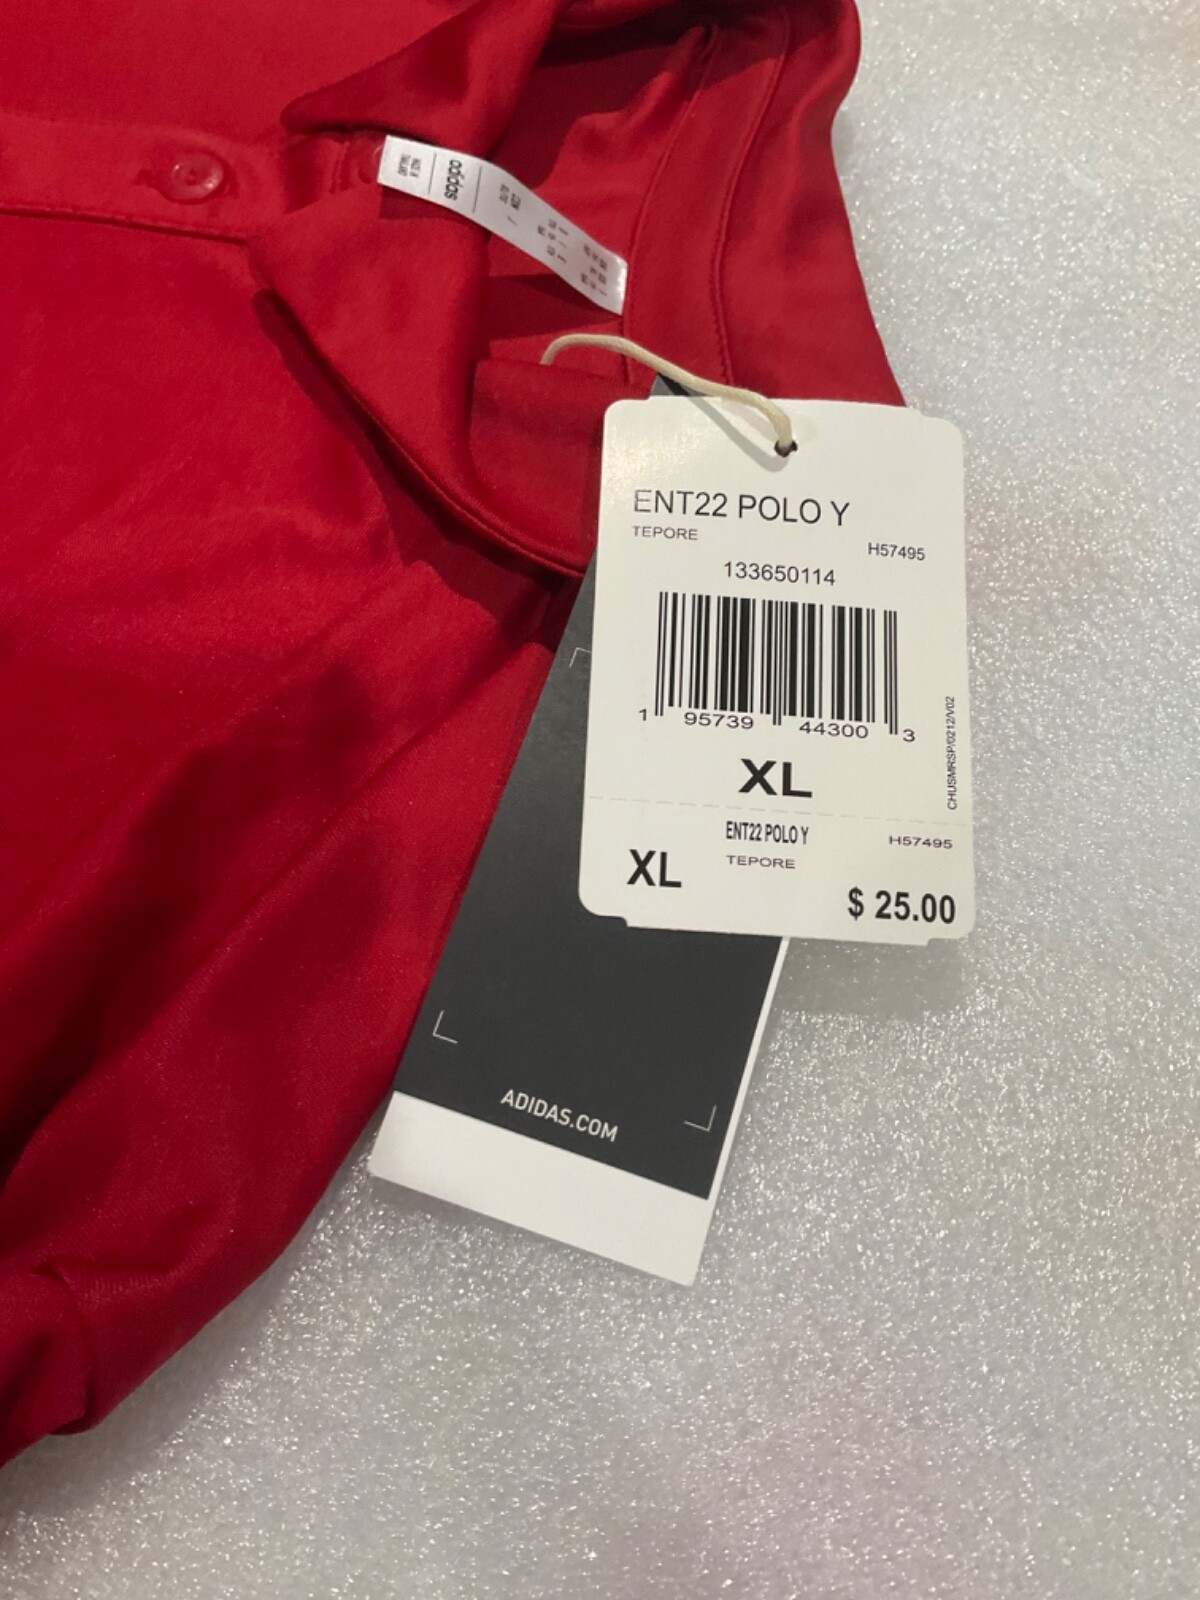 adidas
ENT22 POLO Y
TEPORE
H57495
133650114
1 95739 44300 3
XL
CHUSMRSP/0212/V02
ENT22 POLO Y
H57495
XL
TEPORE
$ 25.00
ADIDAS.COM